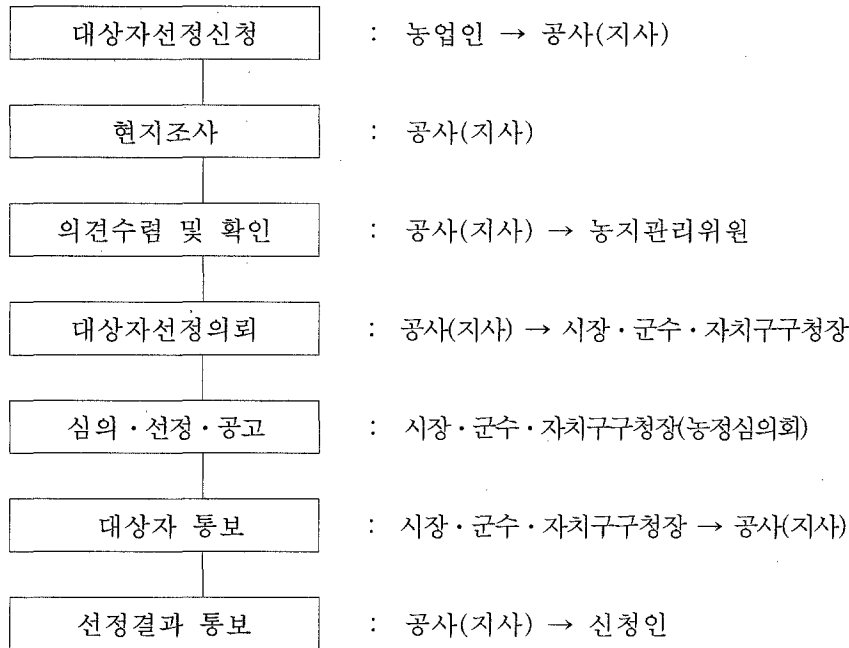 대상자선정신청 : 농업인 → 공사(지사)
현지조사 : 공사(지사)
의견수렴 및 확인 : 공사(지사) → 농지관리위원
대상자선정의뢰 : 공사(지사) → 시장·군수·자치구구청장
심의·선정·공고 : 시장·군수·자치구구청장(농정심의회)
대상자 통보 : 시장·군수·자치구구청장 → 공사(지사)
선정결과 통보 : 공사(지사) → 신청인